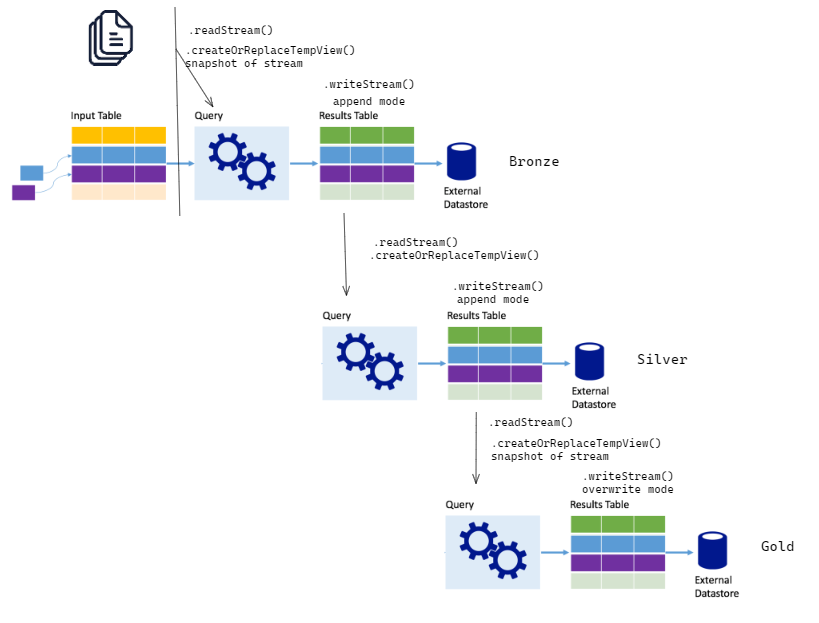 .readStream()
.createOrReplaceTempView()
snapshot of stream
.writeStream()
append mode
Input Table
Query
Results Table
Bronze
External
Datastore
.readStream()
.createOrReplaceTempView()
.writeStream()
append mode
Query
Results Table
Silver
External
Datastore
.readStream()
.createOrReplaceTempView()
snapshot of stream
.writeStream()
overwrite mode
Query
Results Table
Gold
External
Datastore